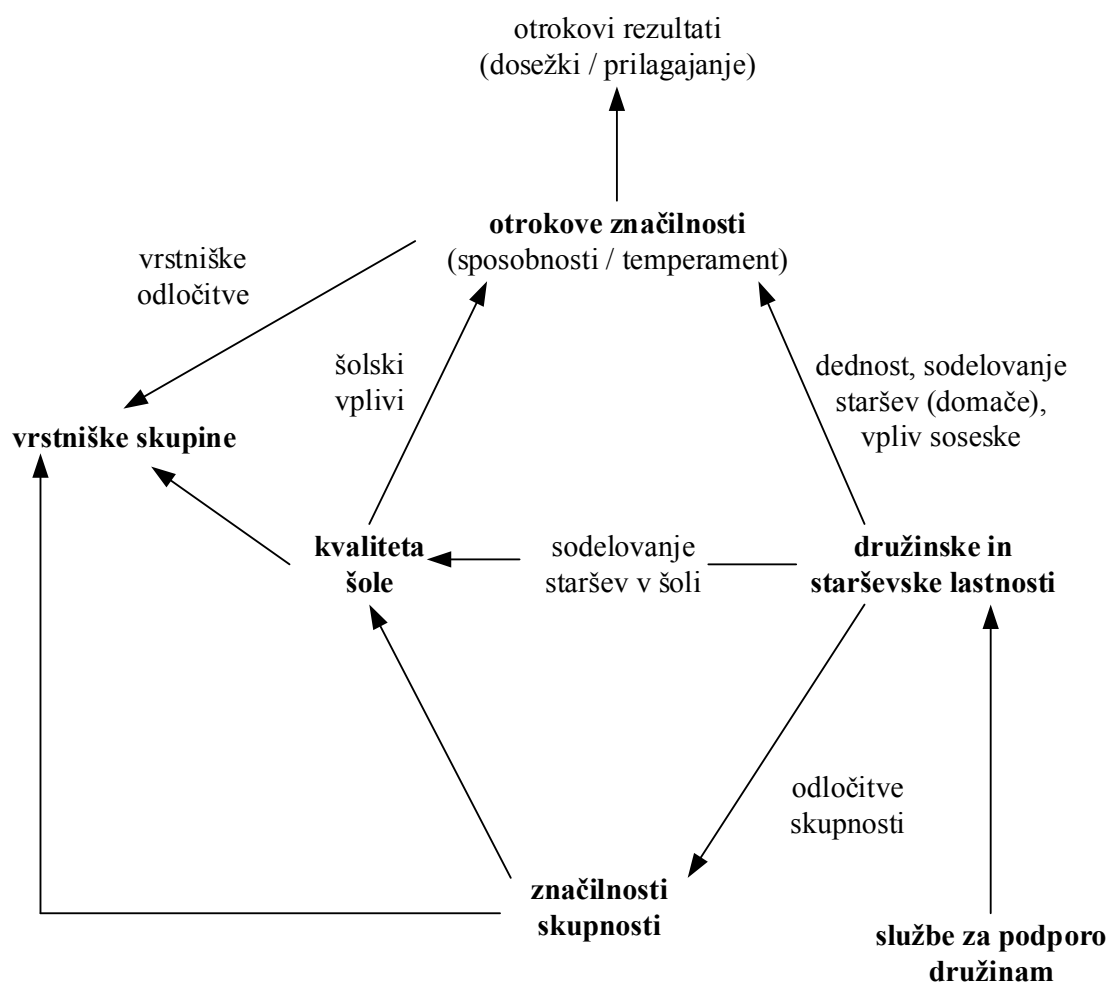 otrokovi rezultati
(dosežki / prilagajanje)
otrokove značilnosti
(sposobnosti / temperament)
vrstniške
odločitve
šolski
vplivi
dednost, sodelovanje
staršev (domače),
vpliv soseske
vrstniške skupine
kvaliteta
šole
sodelovanje
staršev v šoli
družinske in
starševske lastnosti
odločitve
skupnosti
značilnosti
skupnosti
službe za podporo
družinam